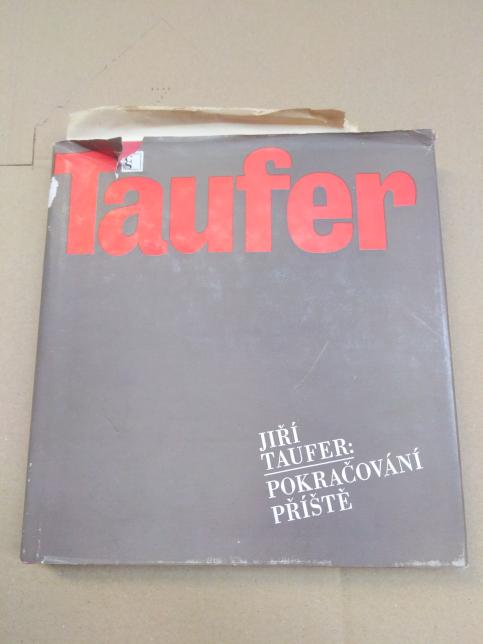 Taufer
JIŘÍ
TAUFER:
POKRAČOVÁNÍ
PŘÍŠTĚ